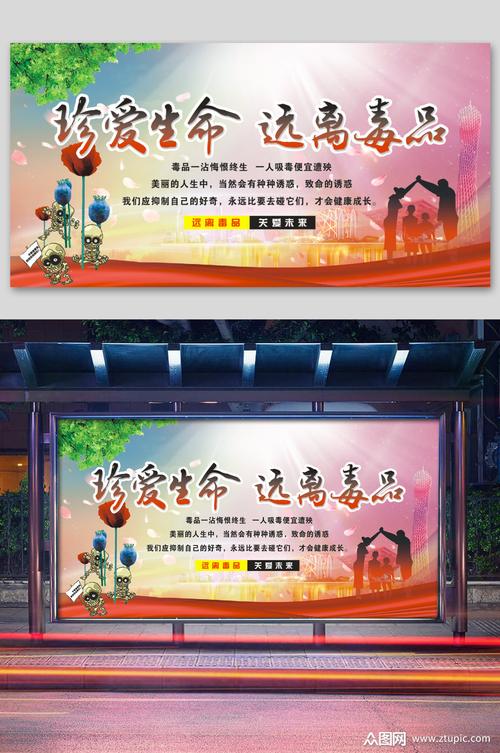 珍爱生命 远离毒品
毒品一沾悔恨终生 一人吸毒便宜遗殃
美丽的人生中，当然会有种种诱惑，致命的诱惑
我们应抑制自己的好奇，永远比要去碰它们，才会健康成长。
远离毒品 关爱未来
珍爱生命 远离毒品
毒品一沾悔恨终生 一人吸毒便宜遗殃
美丽的人生中，当然会有种种诱惑，致命的诱惑
我们应抑制自己的好奇，永远比要去碰它们，才会健康成长。
远离毒品 关爱未来
众图网 www.ztupic.com